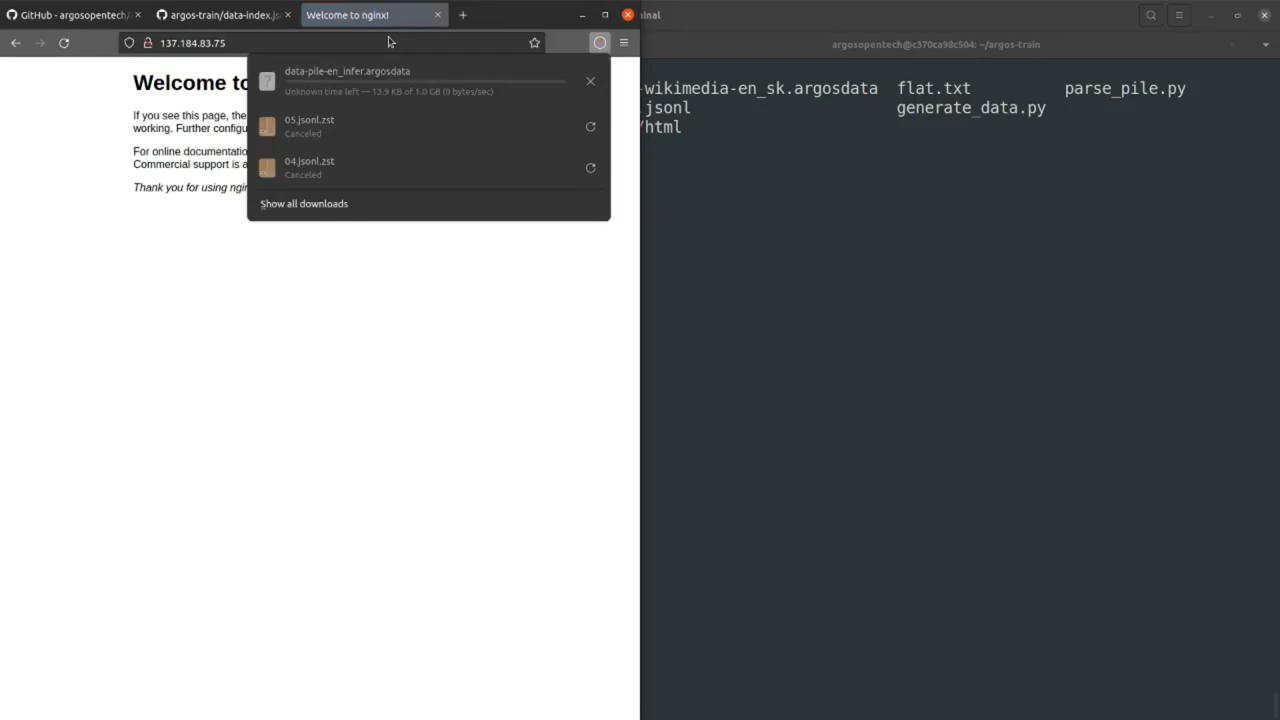 GitHub - argosopentech/
argos-train/data-index.js
Welcome to nginx!
137.184.83.75
Welcome to
If you see this page, the
working. Further configu
For online documentatio
Commercial support is a
Thank you for using ngin
data-pile-en_infer.argosdata
Unknown time left — 13.9 KB of 1.0 GB (0 bytes/sec)
05.jsonl.zst
Canceled
04.jsonl.zst
Canceled
Show all downloads
inal
argosopentech@c370ca98c504: ~/argos-train
-wikimedia-en_sk.argosdata flat.txt parse_pile.py
.jsonl generate_data.py
/html